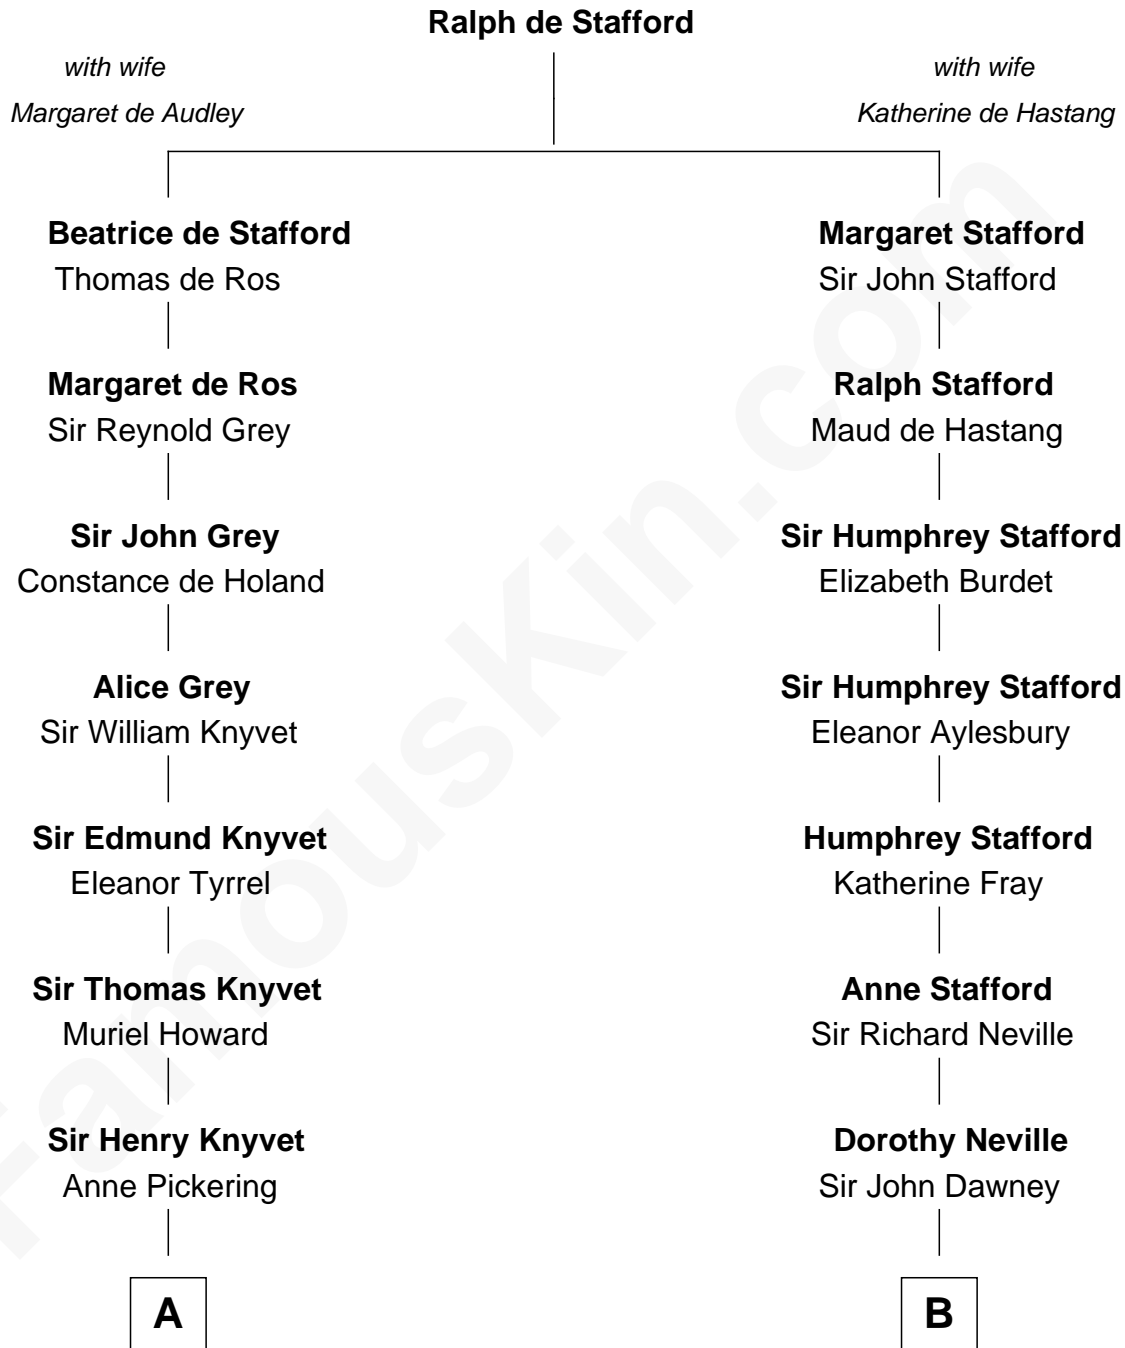 Ralph de Stafford
with wife
Margaret de Audley
with wife
Katherine de Hastang
Beatrice de Stafford
Thomas de Ros
Margaret Stafford
Sir John Stafford
Margaret de Ros
Sir Reynold Grey
Ralph Stafford
Maud de Hastang
Sir John Grey
Constance de Holand
Sir Humphrey Stafford
Elizabeth Burdet
Alice Grey
Sir William Knyvet
Sir Humphrey Stafford
Eleanor Aylesbury
Sir Edmund Knyvet
Eleanor Tyrrel
Humphrey Stafford
Katherine Fray
Sir Thomas Knyvet
Muriel Howard
Anne Stafford
Sir Richard Neville
Sir Henry Knyvet
Anne Pickering
Dorothy Neville
Sir John Dawney
A
B
FamousKin.com